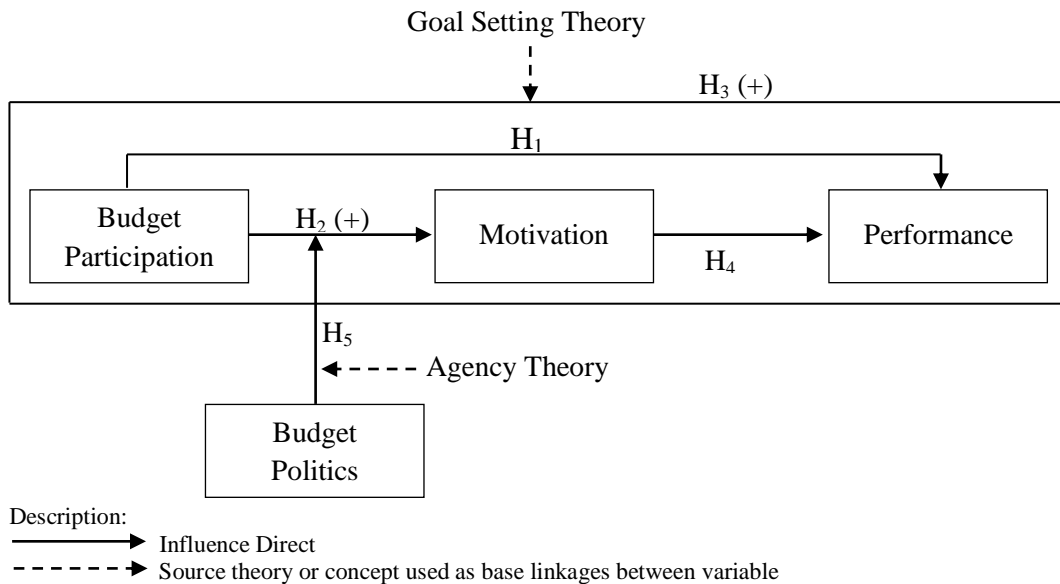 Goal Setting Theory
H₃ (+)
H₁
Budget
Participation
H₂ (+)
Motivation
H₄
Performance
H₅
Agency Theory
Budget
Politics
Description:
Influence Direct
Source theory or concept used as base linkages between variable